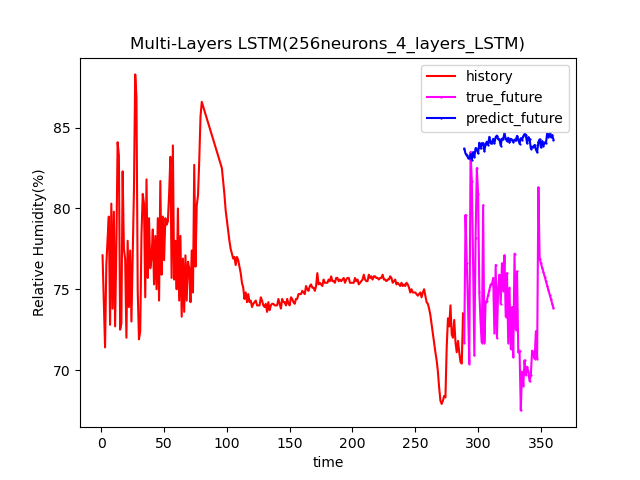 Multi-Layers LSTM(256neurons_4_layers_LSTM)
history
true_future
predict_future
Relative Humidity(%)
85
80
75
70
0 50 100 150 200 250 300 350
time